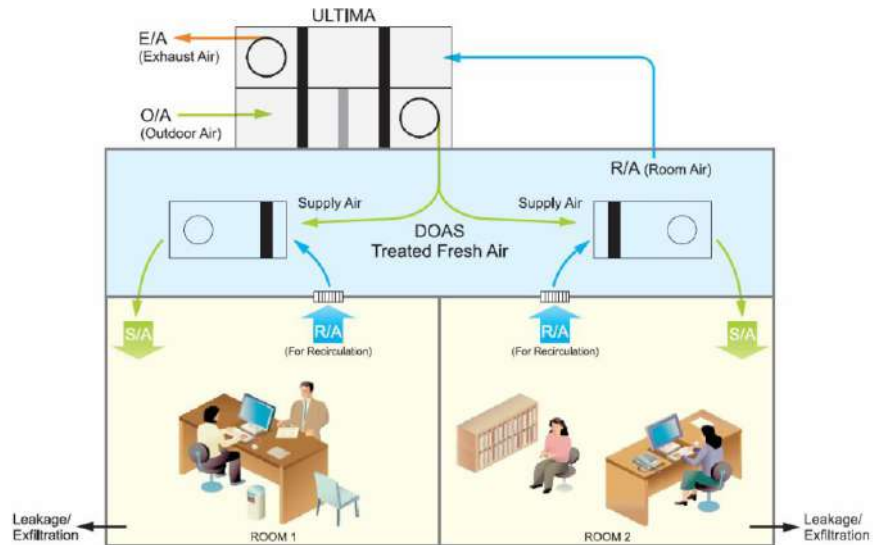 ULTIMA
E/A
(Exhaust Air)
O/A
(Outdoor Air)
R/A (Room Air)
Supply Air
Supply Air
DOAS
Treated Fresh Air
S/A
R/A
(For Recirculation)
R/A
(For Recirculation)
S/A
Leakage/
Exfiltration
ROOM 1
ROOM 2
Leakage/
Exfiltration